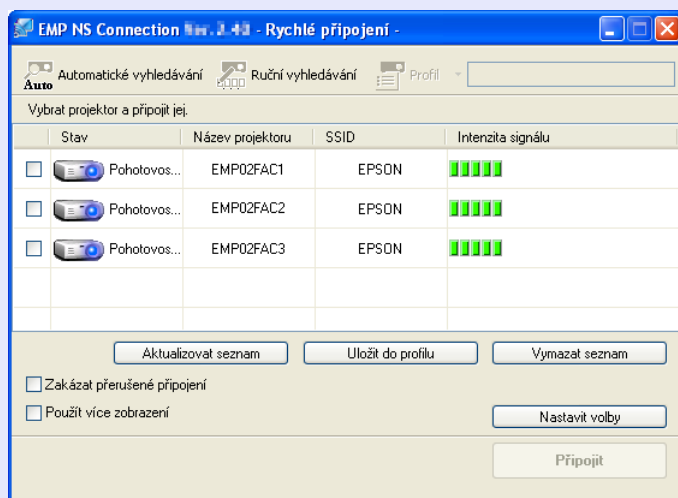 EMP NS Connection - Rychlé připojení -
Auto Automatické vyhledávání Ruční vyhledávání Profil
Vybrat projektor a připojit jej.
Stav Název projektoru SSID Intenzita signálu
Pohotovos... EMP02FAC1 EPSON
Pohotovos... EMP02FAC2 EPSON
Pohotovos... EMP02FAC3 EPSON
Aktualizovat seznam Uložit do profilu Vymazat seznam
Zakázat přerušené připojení
Použít více zobrazení
Nastavit volby
Připojit